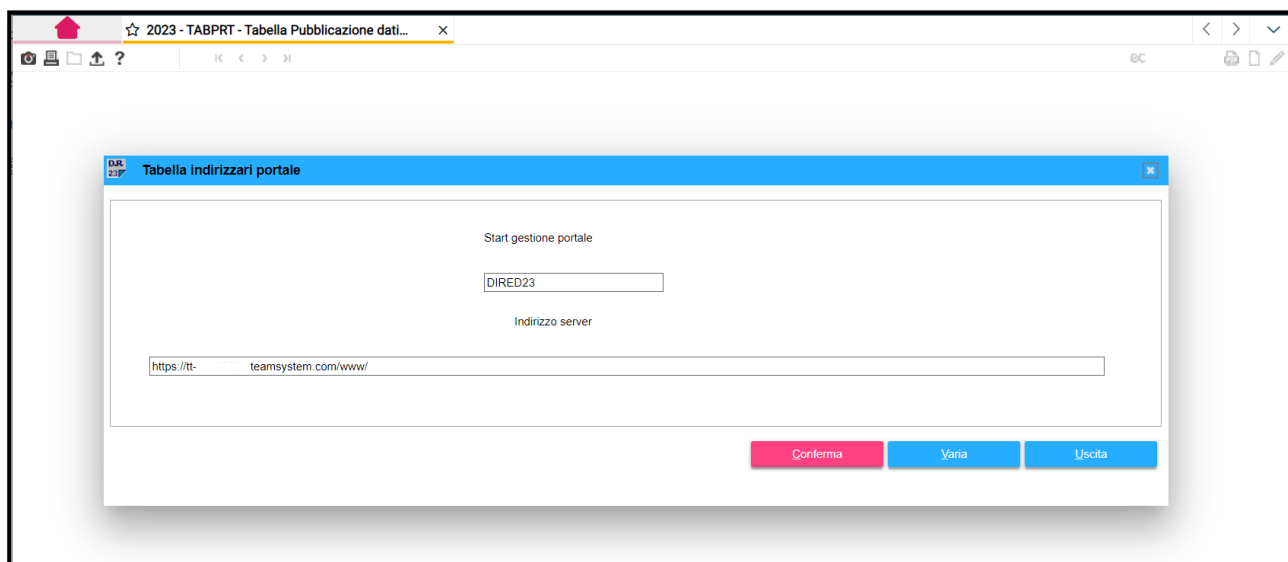 2023 - TABPRT - Tabella Pubblicazione dati...
?
ec
D.R. 23
Tabella indirizzari portale
Start gestione portale
DIRED23
Indirizzo server
https://tt- teamsystem.com/www/
Conferma Varia Uscita